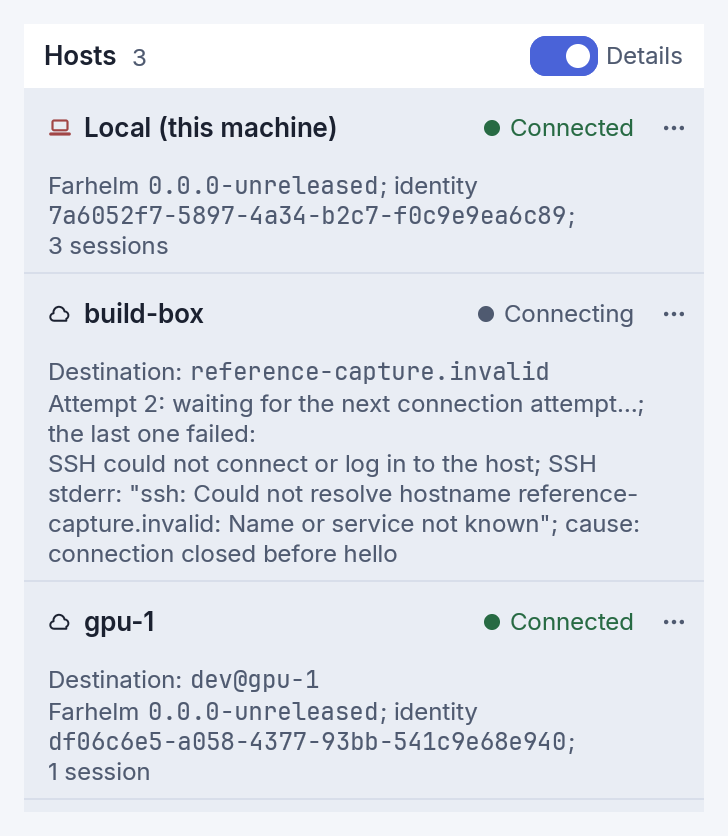 Hosts 3 Details
Local (this machine) Connected ···
Farhelm 0.0.0-unreleased; identity
7a6052f7-5897-4a34-b2c7-f0c9e9ea6c89;
3 sessions
build-box Connecting ···
Destination: reference-capture.invalid
Attempt 2: waiting for the next connection attempt…;
the last one failed:
SSH could not connect or log in to the host; SSH
stderr: "ssh: Could not resolve hostname reference-
capture.invalid: Name or service not known"; cause:
connection closed before hello
gpu-1 Connected ···
Destination: dev@gpu-1
Farhelm 0.0.0-unreleased; identity
df06c6e5-a058-4377-93bb-541c9e68e940;
1 session